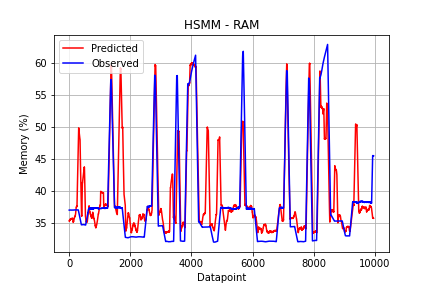 HSMM - RAM
Predicted
Observed
Memory (%)
60
55
50
45
40
35
0
2000
4000
6000
8000
10000
Datapoint